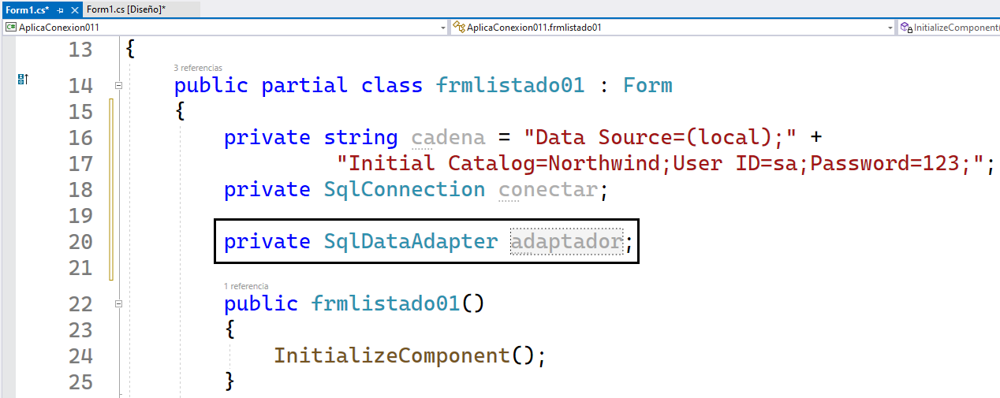 Form1.cs* Form1.cs [Diseño]*
C# AplicaConexion011 AplicaConexion011.frmlistado01 InitializeComponent(
13 {
3 referencias
14 public partial class frmlistado01 : Form
15 {
16 private string cadena = "Data Source=(local);" +
17 "Initial Catalog=Northwind;User ID=sa;Password=123;";
18 private SqlConnection conectar;
19
20 private SqlDataAdapter adaptador;
21
1 referencia
22 public frmlistado01()
23 {
24 InitializeComponent();
25 }